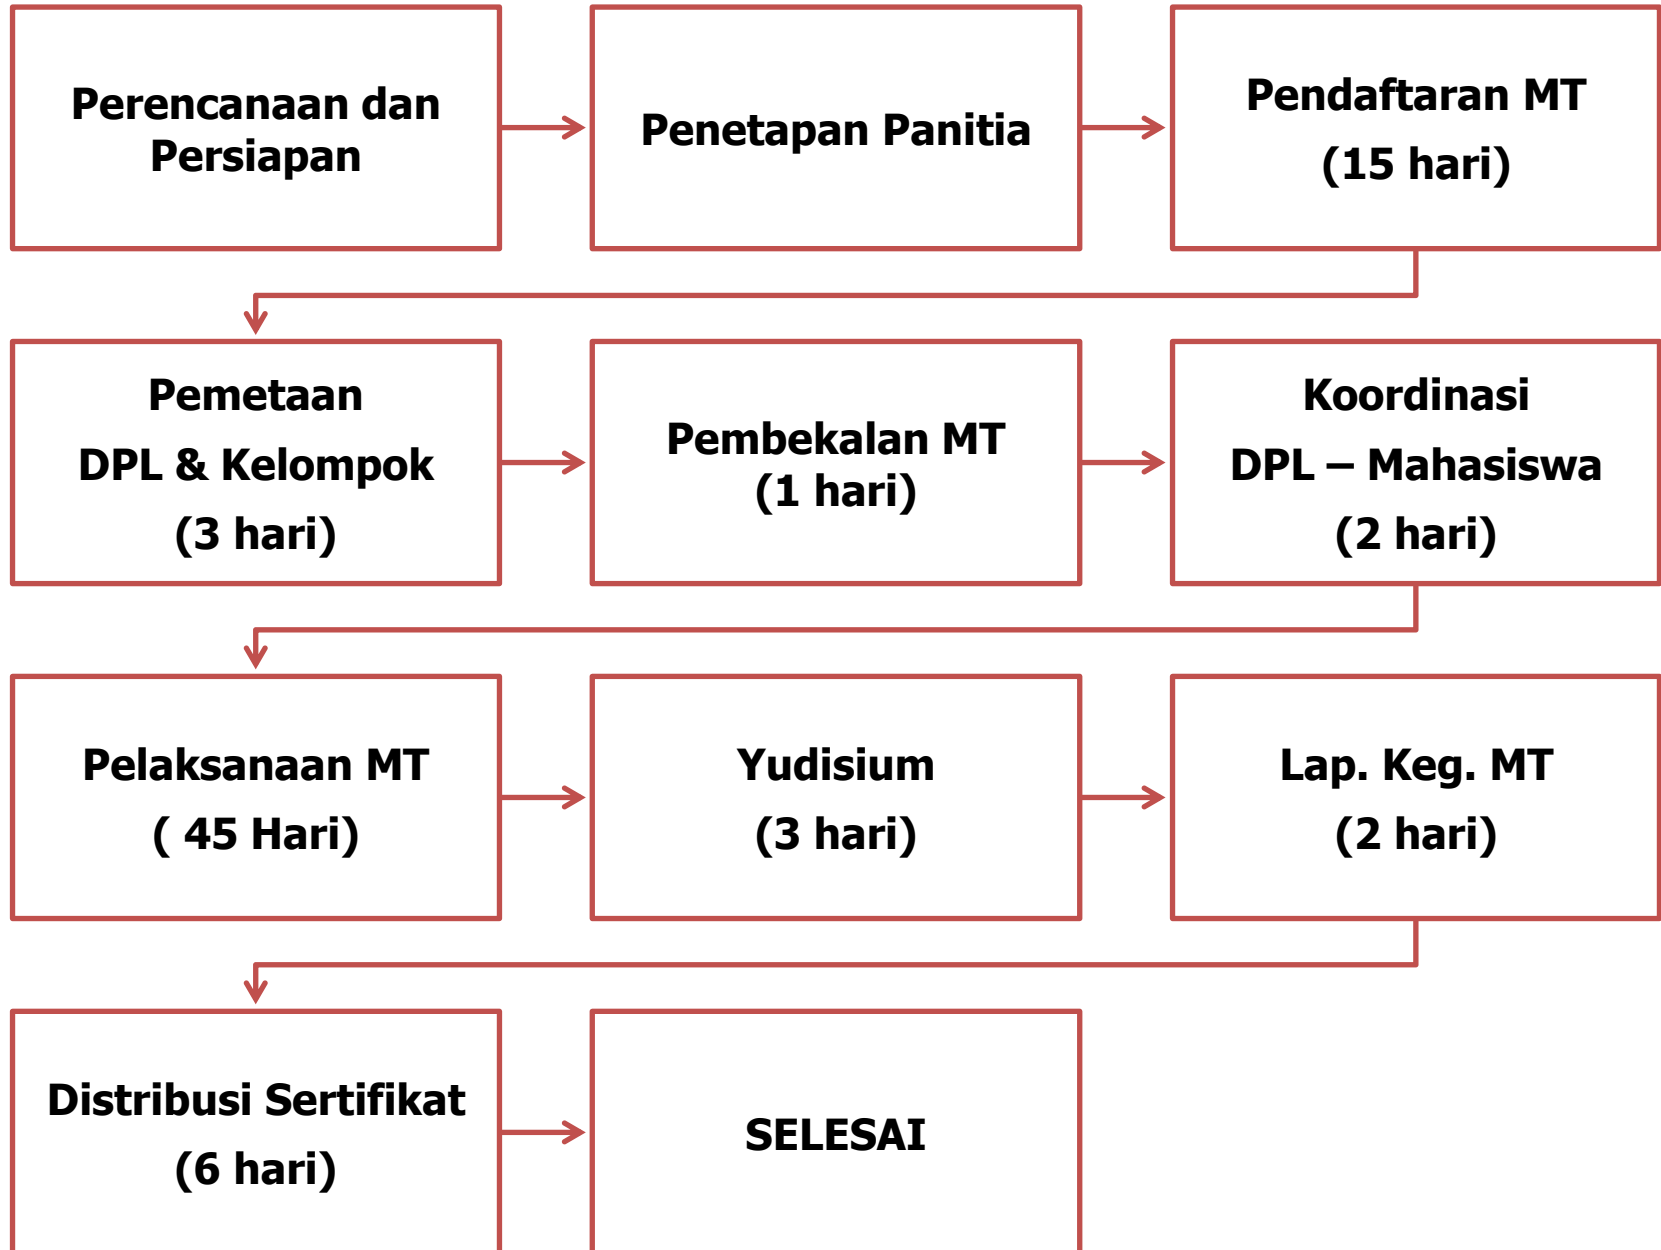 Perencanaan dan
Persiapan
Penetapan Panitia
Pendaftaran MT
(15 hari)
Pemetaan
DPL & Kelompok
(3 hari)
Pembekalan MT
(1 hari)
Koordinasi
DPL – Mahasiswa
(2 hari)
Pelaksanaan MT
( 45 Hari)
Yudisium
(3 hari)
Lap. Keg. MT
(2 hari)
Distribusi Sertifikat
(6 hari)
SELESAI